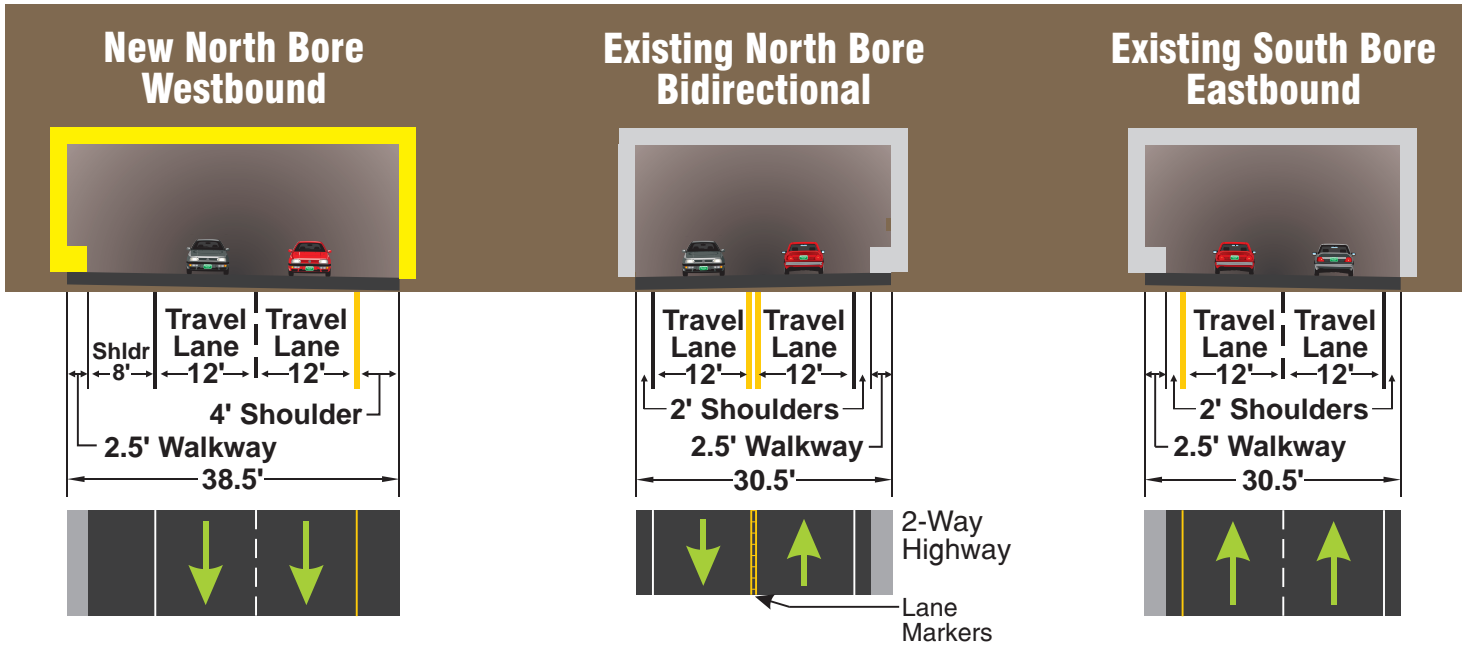 New North Bore
Westbound
Existing North Bore
Bidirectional
Existing South Bore
Eastbound
Shldr
8'
Travel
Lane
12'
Travel
Lane
12'
4' Shoulder
2.5' Walkway
38.5'
Travel
Lane
12'
Travel
Lane
12'
2' Shoulders
2.5' Walkway
30.5'
2-Way
Highway
Lane
Markers
Travel
Lane
12'
Travel
Lane
12'
2' Shoulders
2.5' Walkway
30.5'